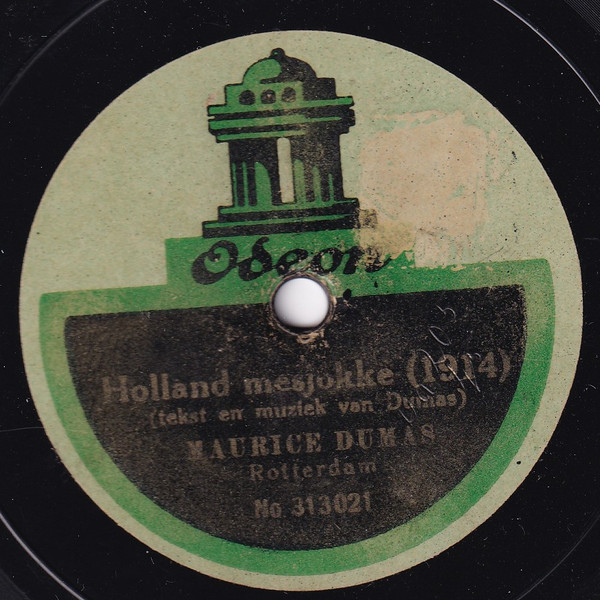 Odeon
Holland mesjokke (1914)
(tekst en muziek van Dumas)
MAURICE DUMAS
Rotterdam
No 313021